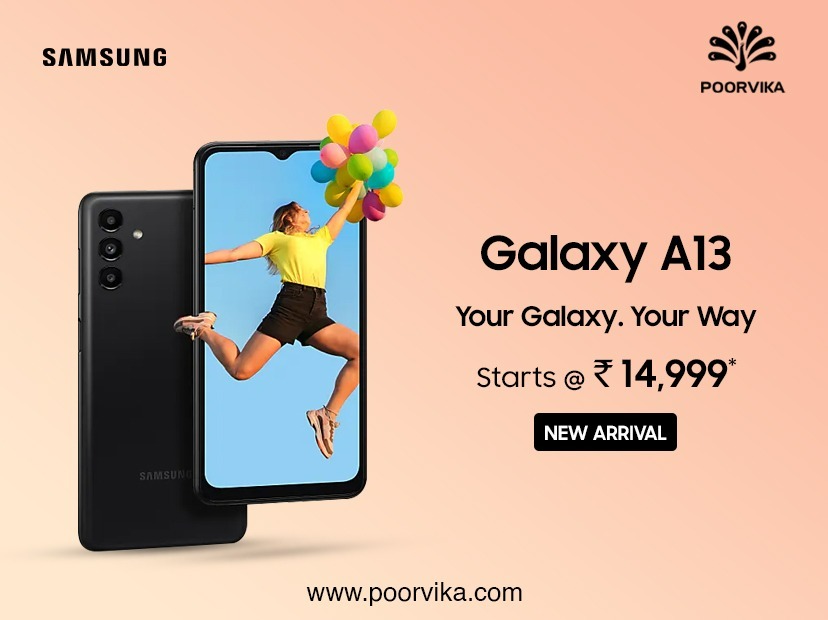 SAMSUNG
POORVIKA
SAMSUNG
Galaxy A13
Your Galaxy. Your Way
Starts @ ₹ 14,999*
NEW ARRIVAL
www.poorvika.com